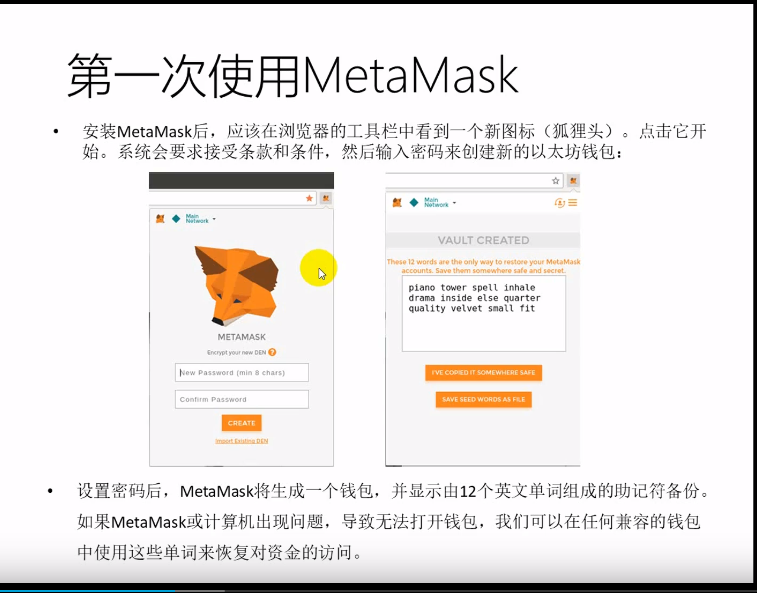 第一次使用MetaMask
• 安装MetaMask后，应该在浏览器的工具栏中看到一个新图标（狐狸头）。点击它开
始。系统会要求接受条款和条件，然后输入密码来创建新的以太坊钱包：
Main
Network
METAMASK
Encrypt your new DEN ?
New Password (min 8 chars)
Confirm Password
CREATE
Import Existing DEN
Main
Network
VAULT CREATED
These 12 words are the only way to restore your MetaMask
accounts. Save them somewhere safe and secret.
piano tower spell inhale
drama inside else quarter
quality velvet small fit
I'VE COPIED IT SOMEWHERE SAFE
SAVE SEED WORDS AS FILE
• 设置密码后，MetaMask将生成一个钱包，并显示由12个英文单词组成的助记符备份。
如果MetaMask或计算机出现问题，导致无法打开钱包，我们可以在任何兼容的钱包
中使用这些单词来恢复对资金的访问。